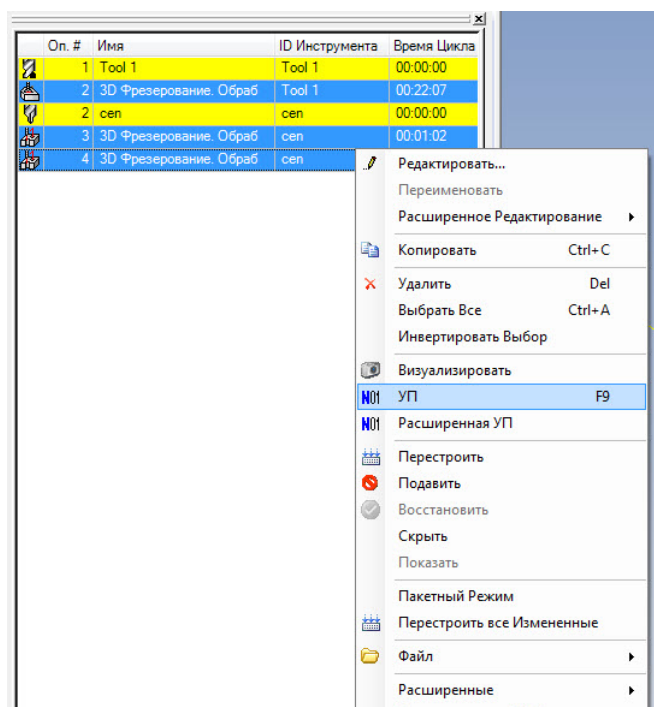 Оп. # Имя ID Инструмента Время Цикла
1 Tool 1 Tool 1 00:00:00
2 3D Фрезерование. Обраб Tool 1 00:22:07
2 cen cen 00:00:00
3 3D Фрезерование. Обраб cen 00:01:02
4 3D Фрезерование. Обраб cen
Редактировать...
Переименовать
Расширенное Редактирование
Копировать Ctrl+C
Удалить Del
Выбрать Все Ctrl+A
Инвертировать Выбор
Визуализировать
N01 УП F9
N01 Расширенная УП
Перестроить
Подавить
Восстановить
Скрыть
Показать
Пакетный Режим
Перестроить все Измененные
Файл
Расширенные